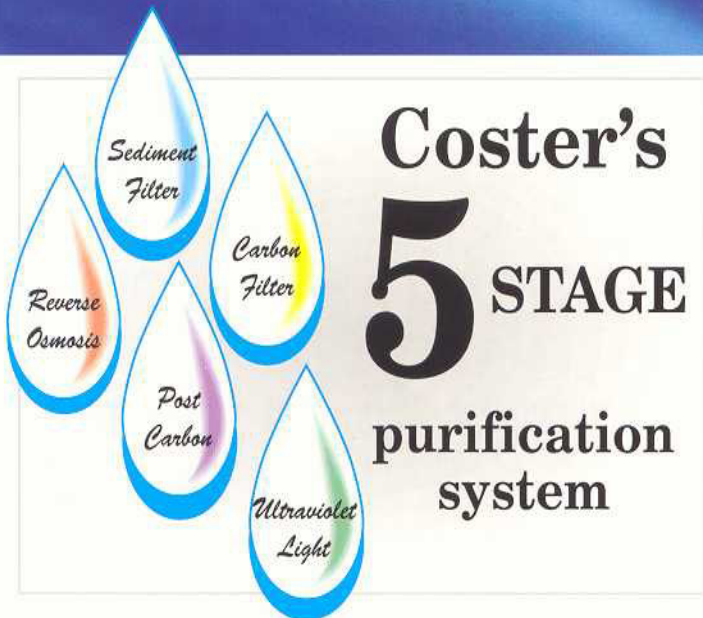 Sediment
Filter
Carbon
Filter
Reverse
Osmosis
Post
Carbon
Ultraviolet
Light
Coster's
5 STAGE
purification
system